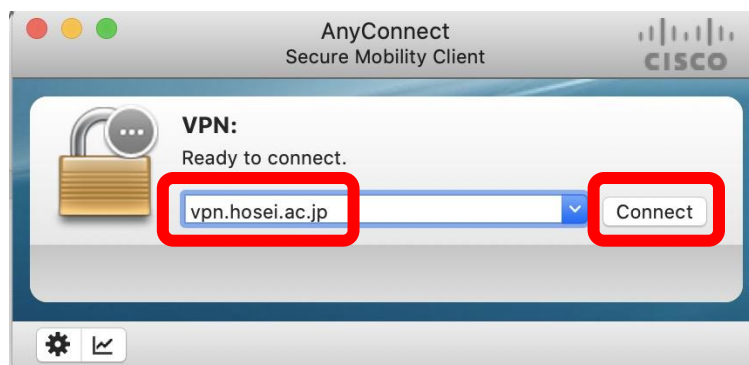 AnyConnect
Secure Mobility Client
CISCO
VPN:
Ready to connect.
vpn.hosei.ac.jp
Connect